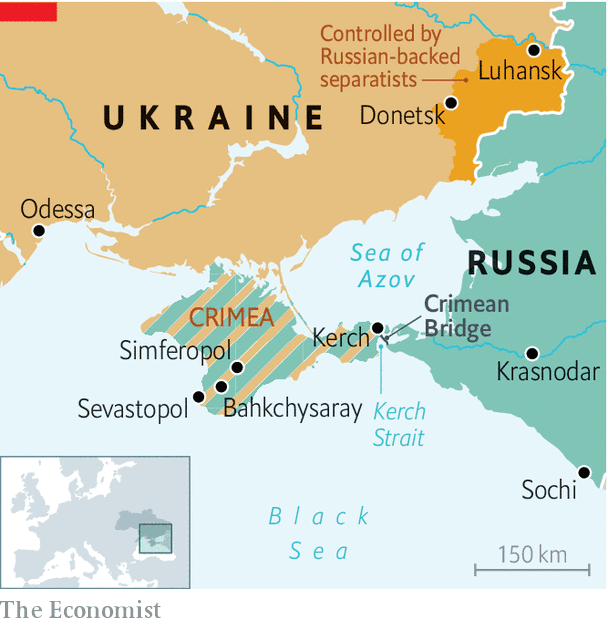 Controlled by
Russian-backed
separatists
Luhansk
UKRAINE
Donetsk
Odessa
Sea of
Azov
RUSSIA
CRIMEA
Crimean
Bridge
Kerch
Simferopol
Krasnodar
Sevastopol
Bahkchysaray
Kerch
Strait
Sochi
Black
Sea
150 km
The Economist